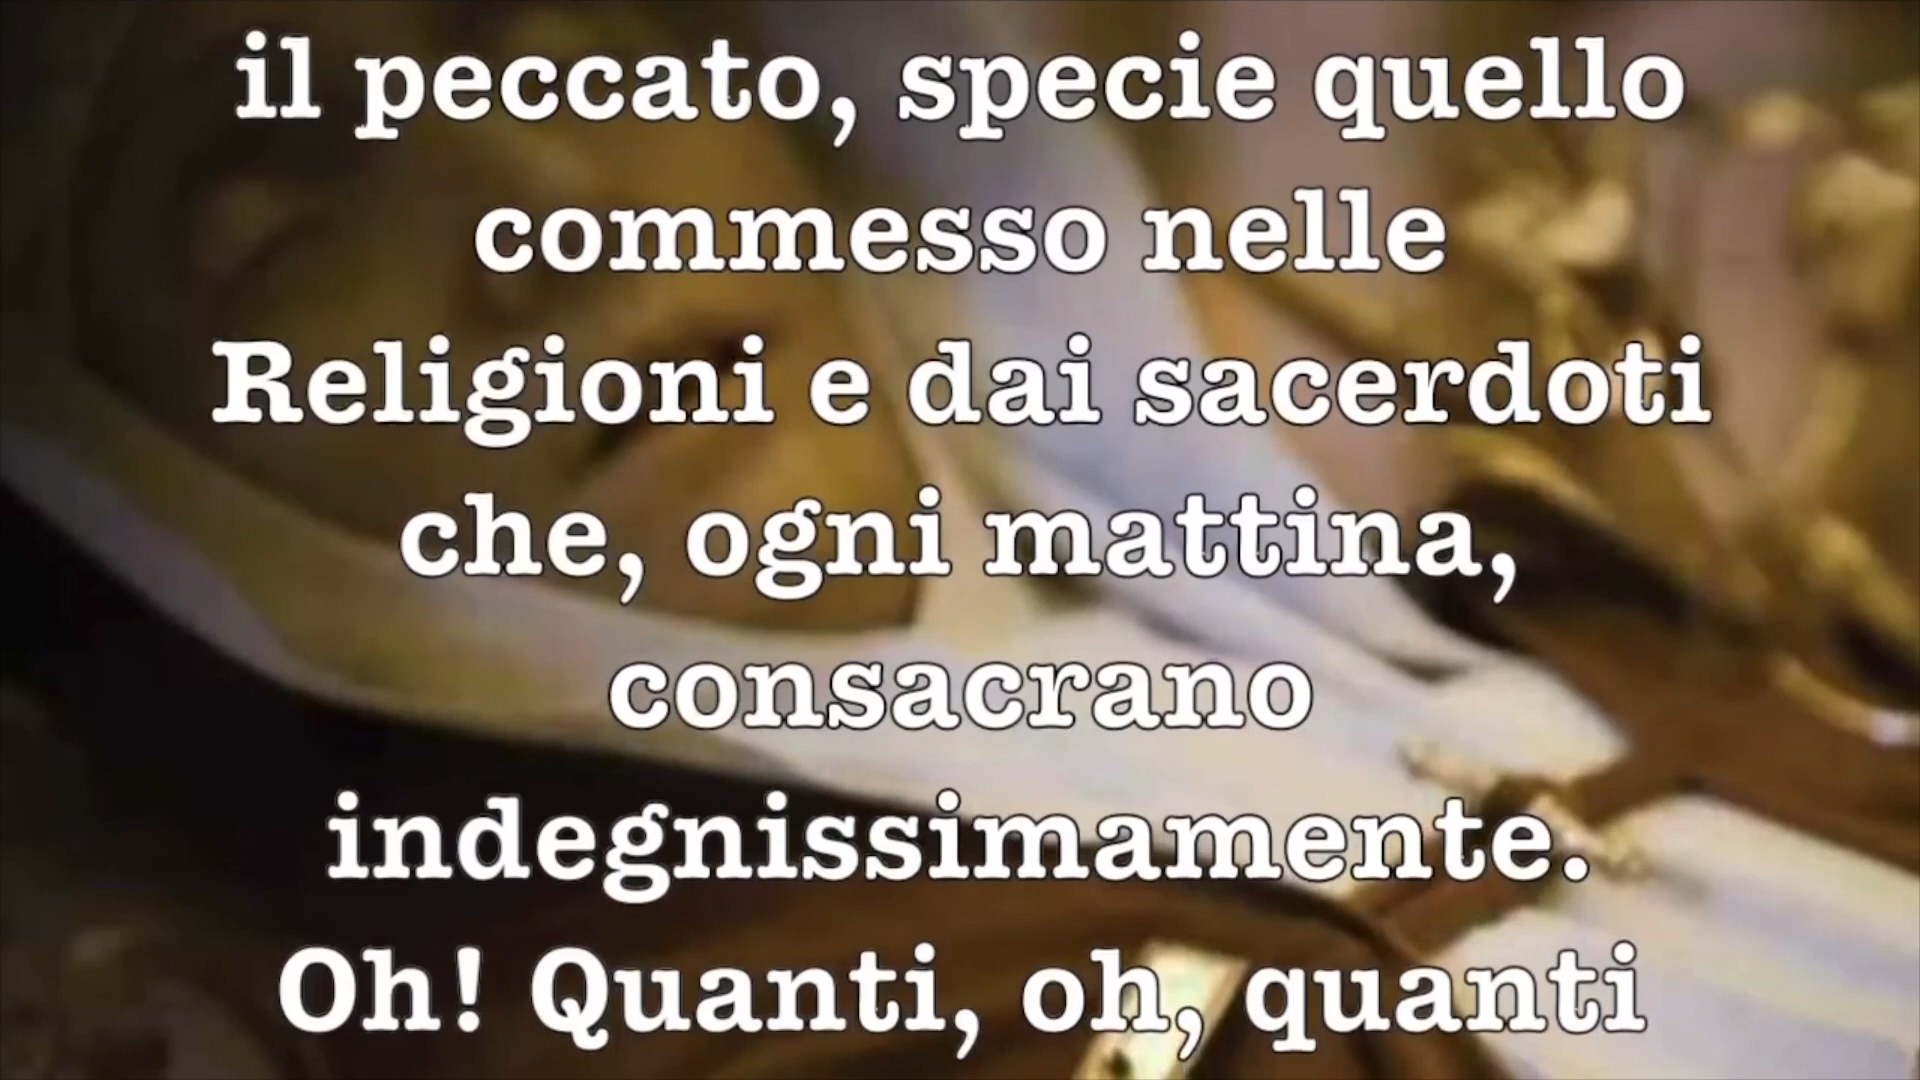 il peccato, specie quello
commesso nelle
Religioni e dai sacerdoti
che, ogni mattina,
consacrano
indegnissimamente.
Oh! Quanti, oh, quanti